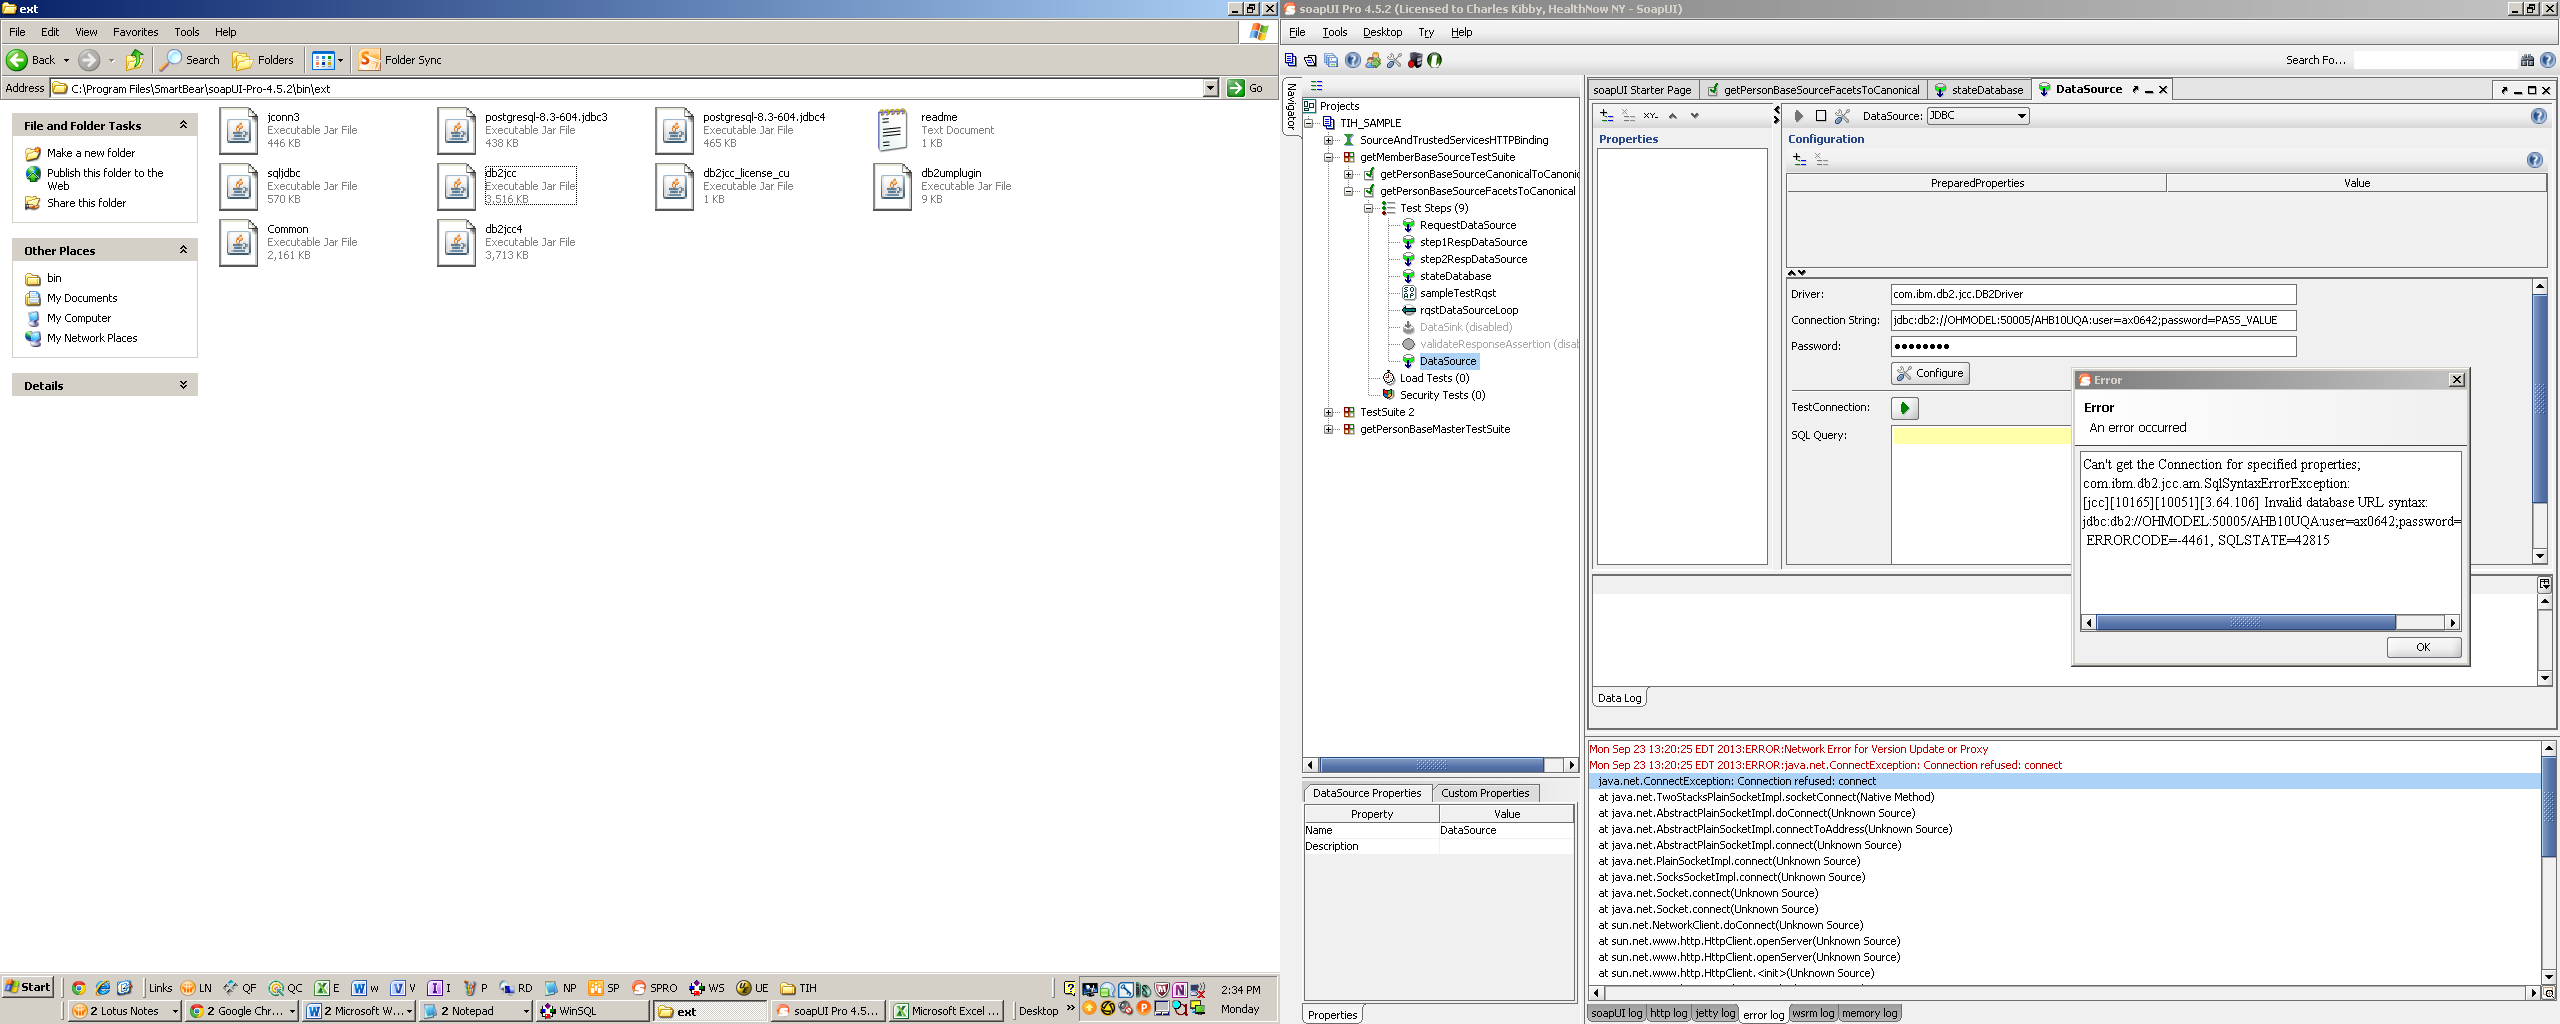 ext
File Edit View Favorites Tools Help
Back Search Folders Folder Sync
Address C:\Program Files\SmartBear\soapUI-Pro-4.5.2\bin\ext Go
File and Folder Tasks
Make a new folder
Publish this folder to the
Web
Share this folder
Other Places
bin
My Documents
My Computer
My Network Places
Details
jconn3
Executable Jar File
446 KB
postgresql-8.3-604.jdbc3
Executable Jar File
438 KB
postgresql-8.3-604.jdbc4
Executable Jar File
465 KB
readme
Text Document
1 KB
sqljdbc
Executable Jar File
570 KB
db2jcc
Executable Jar File
3,516 KB
db2jcc_license_cu
Executable Jar File
1 KB
db2umplugin
Executable Jar File
9 KB
Common
Executable Jar File
2,161 KB
db2jcc4
Executable Jar File
3,713 KB
soapUI Pro 4.5.2 (Licensed to Charles Kibby, HealthNow NY - SoapUI)
File Tools Desktop Try Help
Search Fo...
Navigator
Projects
TIH_SAMPLE
SourceAndTrustedServicesHTTPBinding
getMemberBaseSourceTestSuite
getPersonBaseSourceCanonicalToCanonic
getPersonBaseSourceFacetsToCanonical
Test Steps (9)
RequestDataSource
step1RespDataSource
step2RespDataSource
stateDatabase
sampleTestRqst
rqstDataSourceLoop
DataSink (disabled)
validateResponseAssertion (disab
DataSource
Load Tests (0)
Security Tests (0)
TestSuite 2
getPersonBaseMasterTestSuite
DataSource Properties Custom Properties
Property Value
Name DataSource
Description
Properties
soapUI Starter Page getPersonBaseSourceFacetsToCanonical stateDatabase DataSource
XY- DataSource: JDBC
Properties
Configuration
PreparedProperties Value
Driver: com.ibm.db2.jcc.DB2Driver
Connection String: jdbc:db2://OHMODEL:50005/AHB10UQA:user=ax0642;password=PASS_VALUE
Password: ●●●●●●●●
Configure
TestConnection:
SQL Query:
Data Log
Error
Error
An error occurred
Can't get the Connection for specified properties;
com.ibm.db2.jcc.am.SqlSyntaxErrorException:
[jcc][10165][10051][3.64.106] Invalid database URL syntax:
jdbc:db2://OHMODEL:50005/AHB10UQA:user=ax0642;password=
ERRORCODE=-4461, SQLSTATE=42815
OK
Mon Sep 23 13:20:25 EDT 2013:ERROR:Network Error for Version Update or Proxy
Mon Sep 23 13:20:25 EDT 2013:ERROR:java.net.ConnectException: Connection refused: connect
java.net.ConnectException: Connection refused: connect
at java.net.TwoStacksPlainSocketImpl.socketConnect(Native Method)
at java.net.AbstractPlainSocketImpl.doConnect(Unknown Source)
at java.net.AbstractPlainSocketImpl.connectToAddress(Unknown Source)
at java.net.AbstractPlainSocketImpl.connect(Unknown Source)
at java.net.PlainSocketImpl.connect(Unknown Source)
at java.net.SocksSocketImpl.connect(Unknown Source)
at java.net.Socket.connect(Unknown Source)
at java.net.Socket.connect(Unknown Source)
at sun.net.NetworkClient.doConnect(Unknown Source)
at sun.net.www.http.HttpClient.openServer(Unknown Source)
at sun.net.www.http.HttpClient.openServer(Unknown Source)
at sun.net.www.http.HttpClient.<init>(Unknown Source)
soapUI log http log jetty log error log wsrm log memory log
Start Links LN QF QC E w V I P RD NP SP SPRO WS UE TIH 2:34 PM
2 Lotus Notes 2 Google Chr... 2 Microsoft W... 2 Notepad WinSQL ext soapUI Pro 4.5... Microsoft Excel ... Desktop » Monday